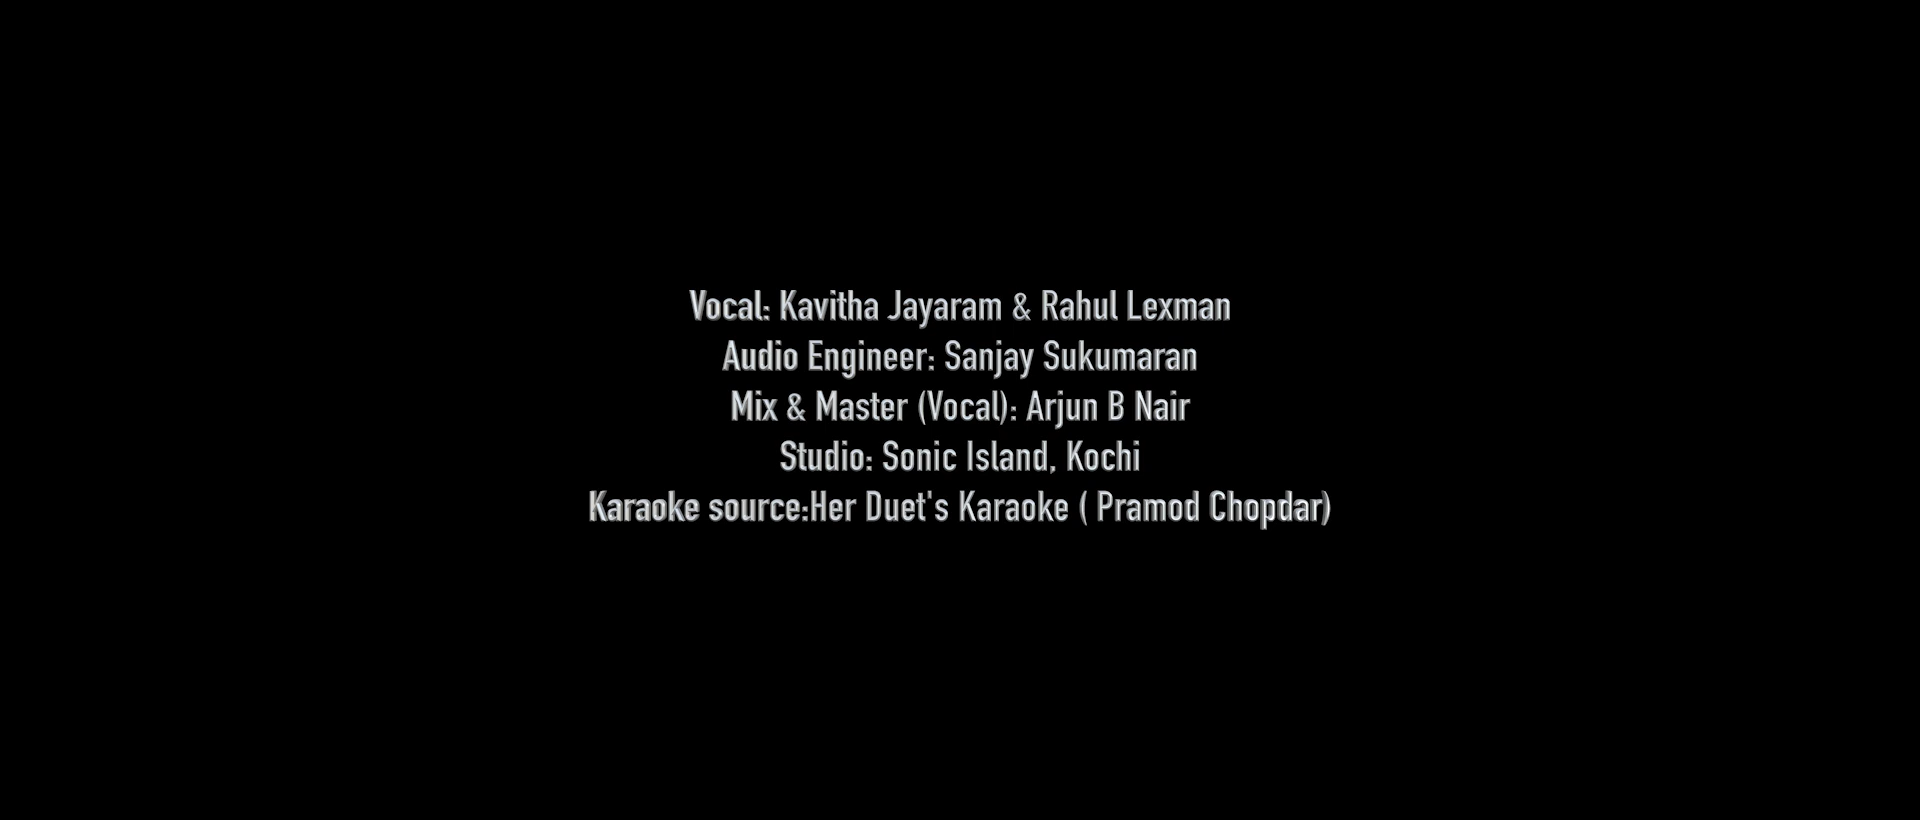 Vocal: Kavitha Jayaram & Rahul Lexman
Audio Engineer: Sanjay Sukumaran
Mix & Master (Vocal): Arjun B Nair
Studio: Sonic Island, Kochi
Karaoke source:Her Duet's Karaoke ( Pramod Chopdar)